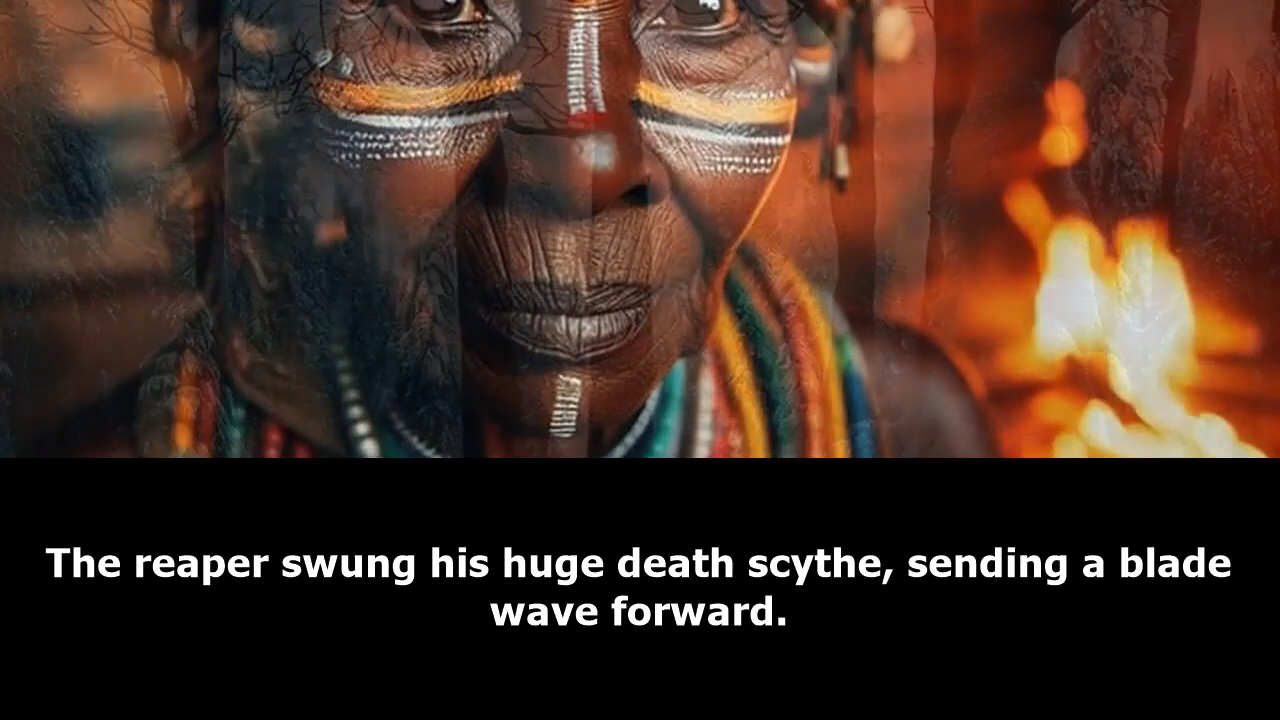 The reaper swung his huge death scythe, sending a blade
wave forward.